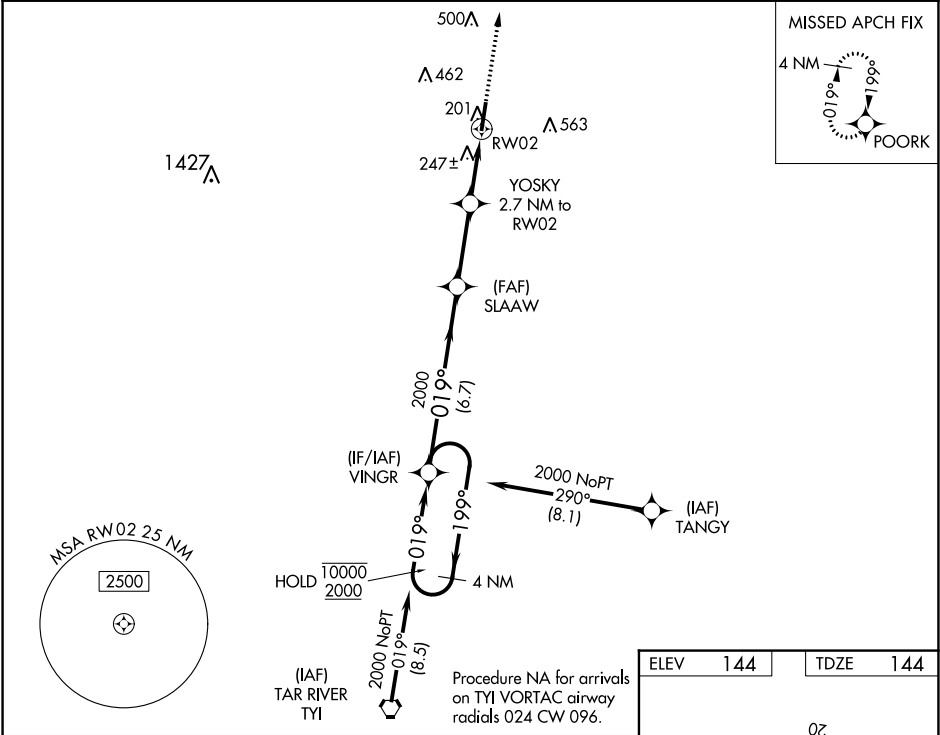 MISSED APCH FIX
4 NM
019°
199°
POORK
500
462
201
563
RW02
247±
1427
YOSKY
2.7 NM to
RW02
(FAF)
SLAAW
2000
019°
(6.7)
(IF/IAF)
VINGR
2000 NoPT
290°
(8.1)
(IAF)
TANGY
019°
199°
HOLD
10000
2000
4 NM
MSA RW02 25 NM
2500
2000 NoPT
019°
(8.5)
(IAF)
TAR RIVER
TYI
Procedure NA for arrivals
on TYI VORTAC airway
radials 024 CW 096.
ELEV 144
TDZE 144